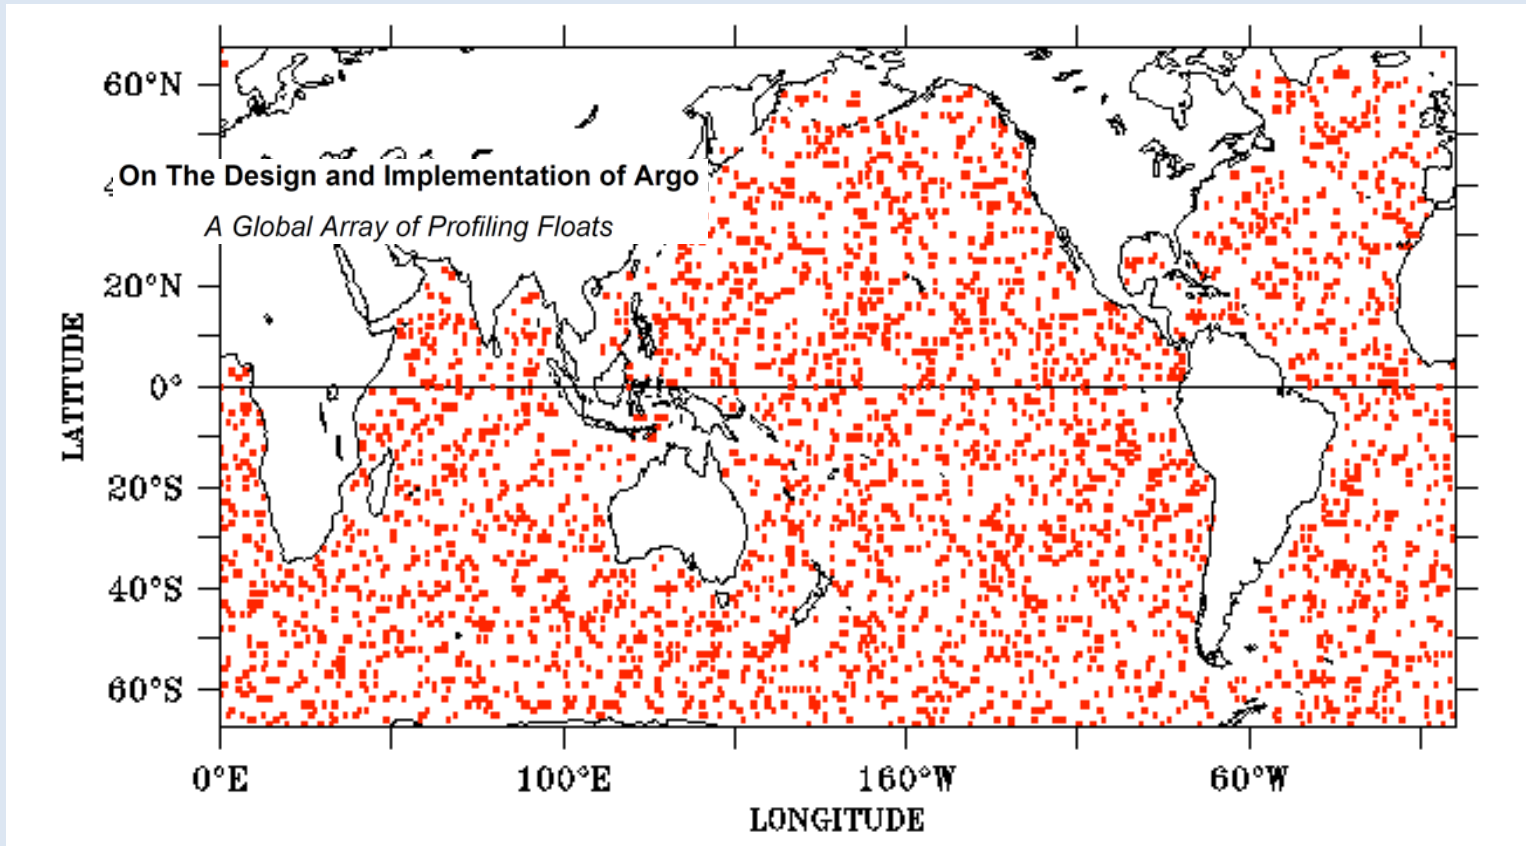 60°N
On The Design and Implementation of Argo
A Global Array of Profiling Floats
20°N
0°
20°S
40°S
60°S
LATITUDE
0°E 100°E 160°W 60°W
LONGITUDE